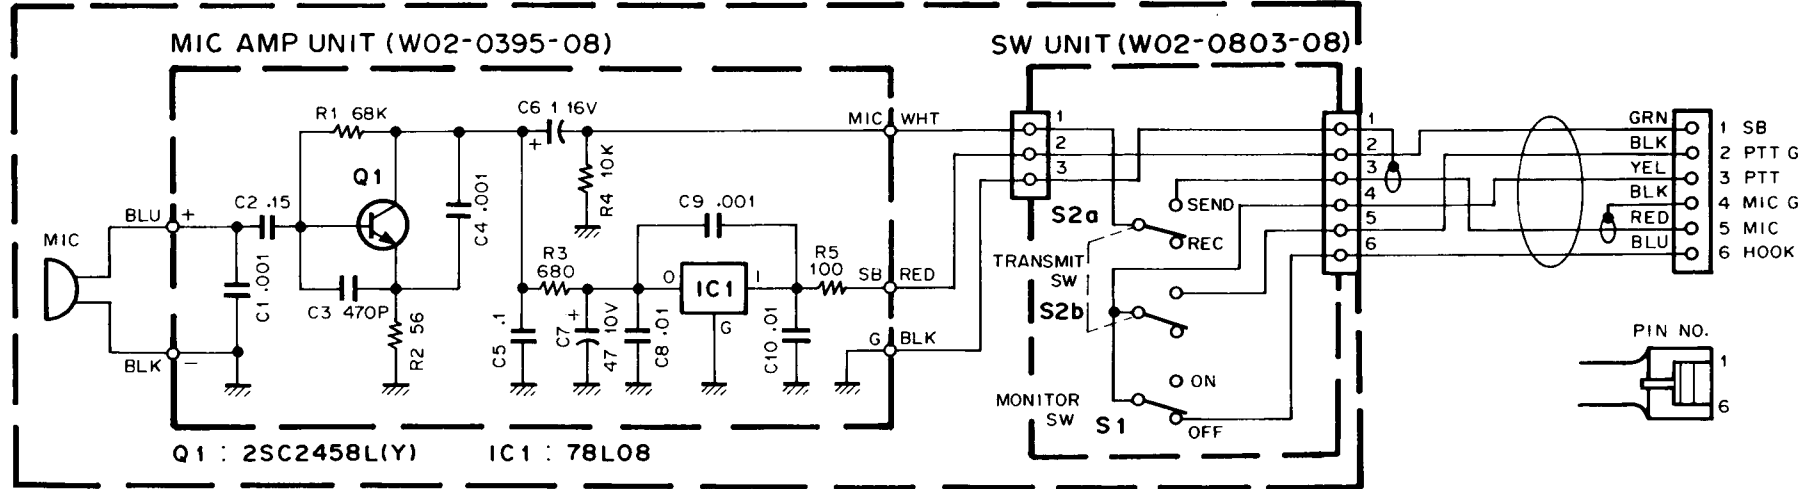 MIC AMP UNIT (W02-0395-08)
SW UNIT (W02-0803-08)
R1 68K
C6 1 16V
+
MIC WHT
Q1
R4 10K
C4 .001
C2 .15
BLU +
MIC
C1 .001
C3 470P
R2 56
BLK -
C9 .001
R3
680
O IC1 I
G
R5
100
SB RED
C5 .1
C7 47 10V
+
C8 .01
C10 .01
G BLK
1
2
3
S2a
SEND
REC
TRANSMIT
SW
S2b
ON
MONITOR
SW
S1
OFF
1
2
3
4
5
6
GRN 1 SB
BLK 2 PTT G
YEL 3 PTT
BLK 4 MIC G
RED 5 MIC
BLU 6 HOOK
PIN NO.
1
6
Q1 : 2SC2458L(Y) IC1 : 78L08